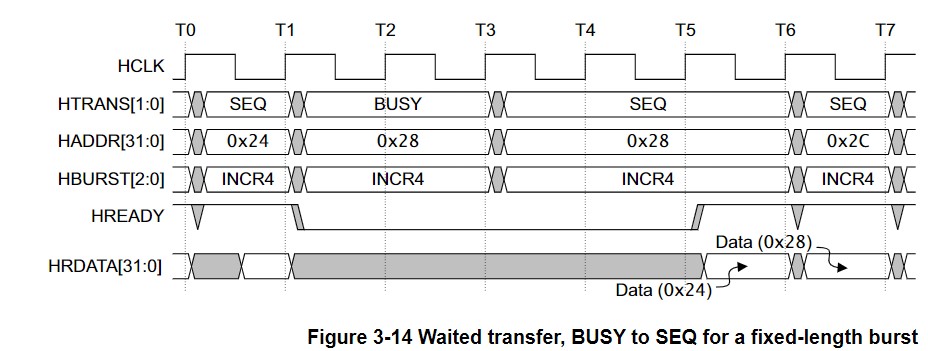 T0 T1 T2 T3 T4 T5 T6 T7
HCLK
HTRANS[1:0] SEQ BUSY SEQ SEQ
HADDR[31:0] 0x24 0x28 0x28 0x2C
HBURST[2:0] INCR4 INCR4 INCR4 INCR4
HREADY
Data (0x28)
HRDATA[31:0]
Data (0x24)
Figure 3-14 Waited transfer, BUSY to SEQ for a fixed-length burst